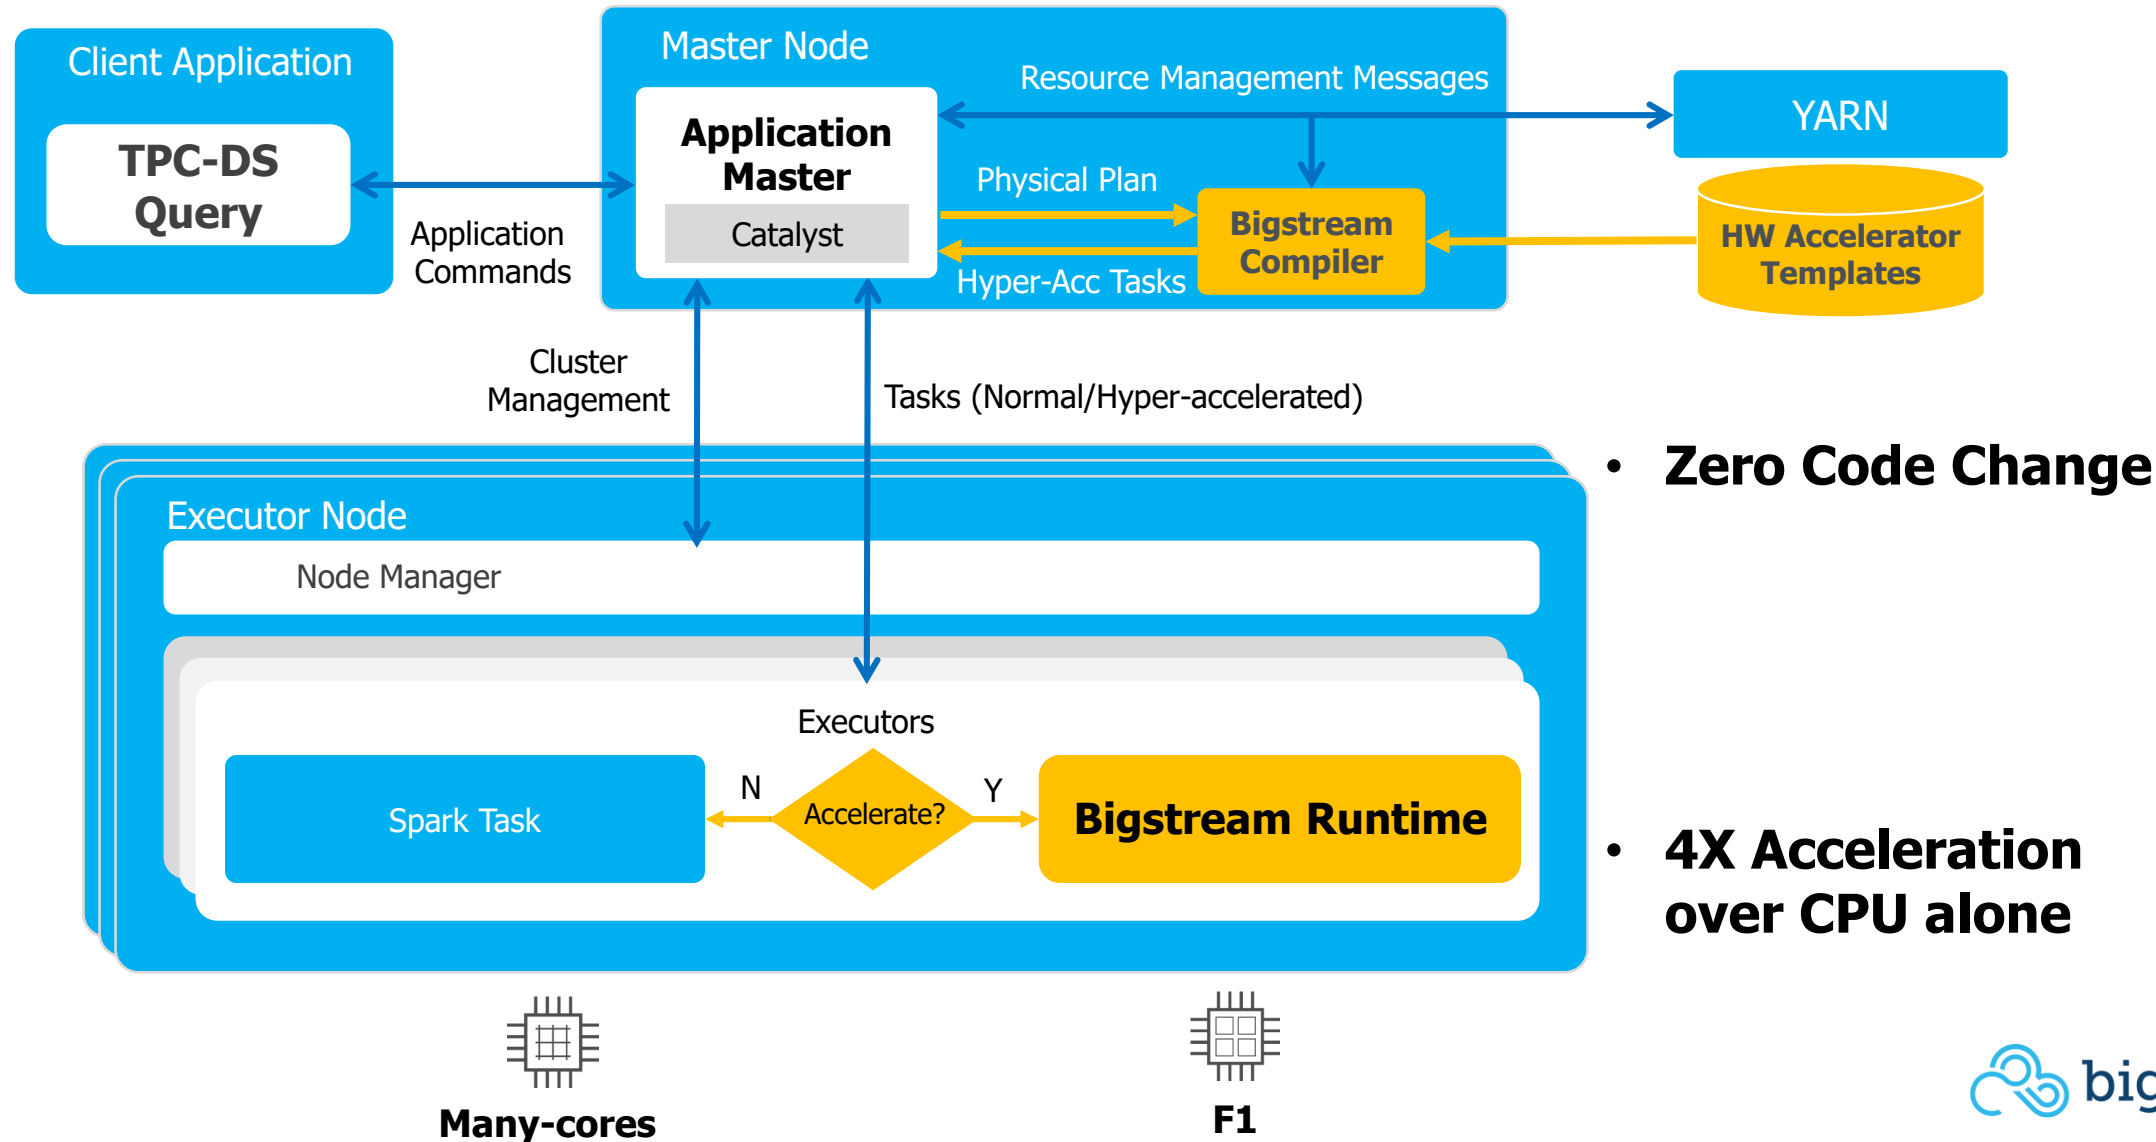 Client Application
TPC-DS
Query
Application
Commands
Master Node
Application
Master
Catalyst
Resource Management Messages
Physical Plan
Hyper-Acc Tasks
Bigstream
Compiler
YARN
HW Accelerator
Templates
Cluster
Management
Tasks (Normal/Hyper-accelerated)
Executor Node
Node Manager
Executors
Spark Task
N
Accelerate?
Y
Bigstream Runtime
• Zero Code Change
• 4X Acceleration
over CPU alone
Many-cores
F1